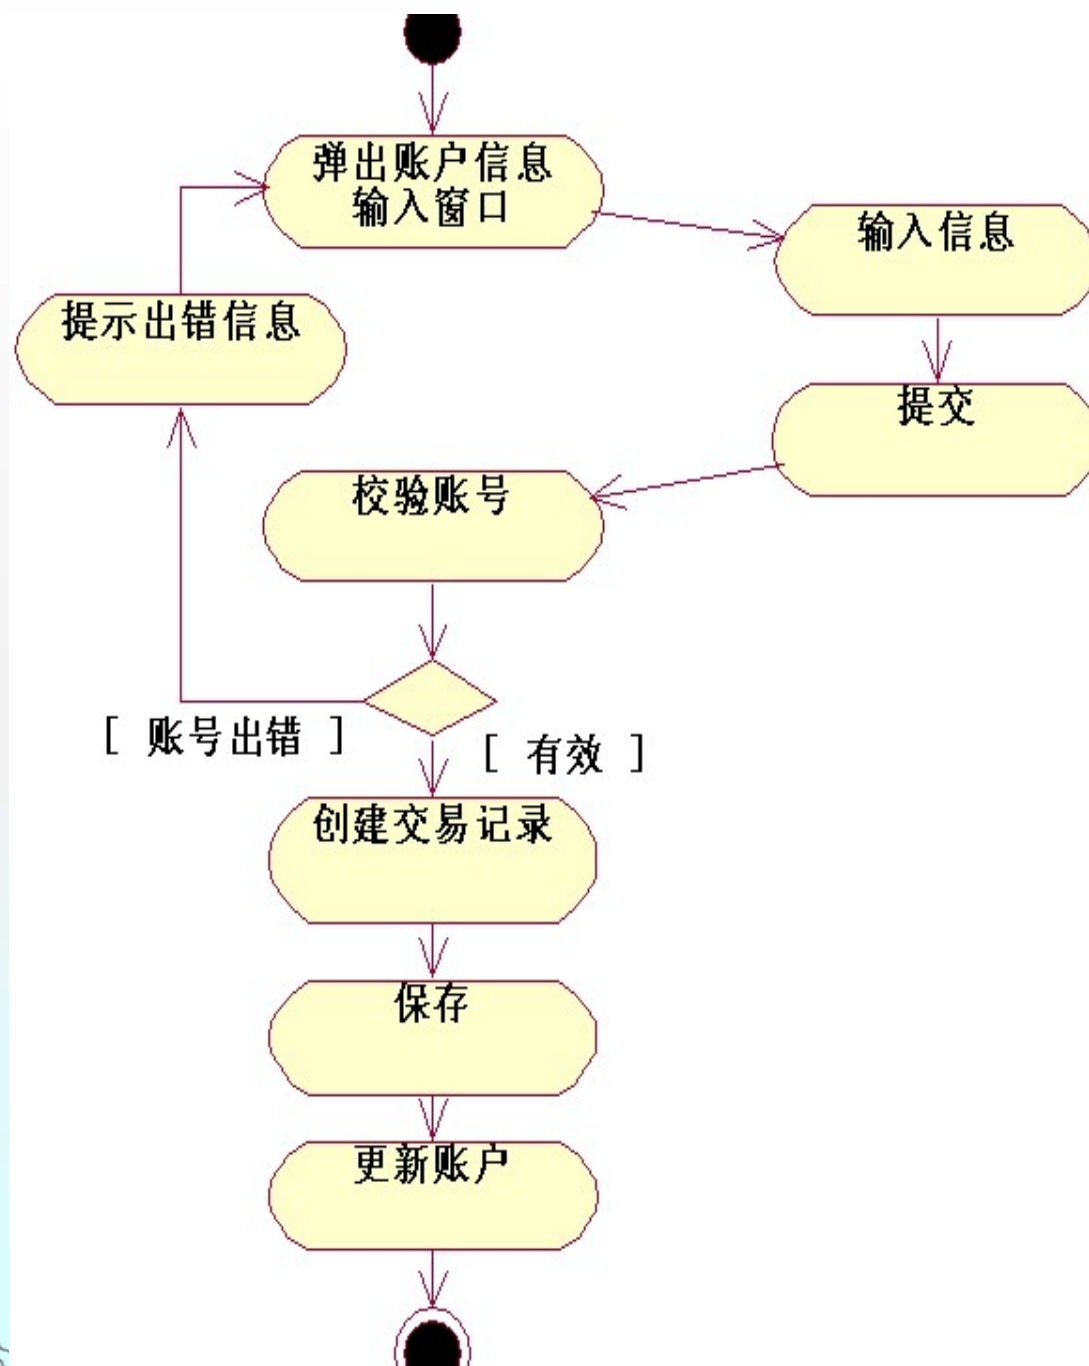 弹出账户信息
输入窗口
输入信息
提示出错信息
提交
校验账号
[ 账号出错 ]
[ 有效 ]
创建交易记录
保存
更新账户